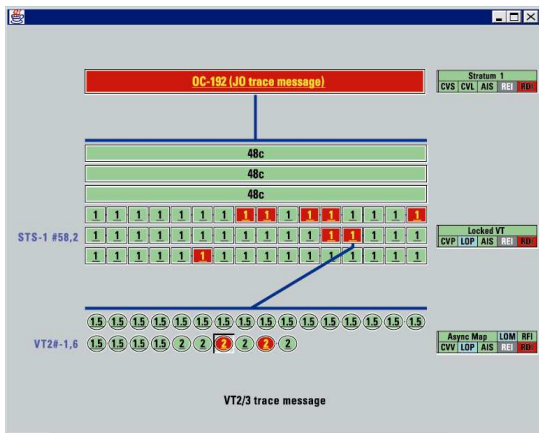 OC-192 (JO trace message)
Stratum 1
CVS CVL AIS REI RDI
48c
48c
48c
1 1 1 1 1 1 1 1 1 1 1 1 1 1 1 1
STS-1 #58,2 1 1 1 1 1 1 1 1 1 1 1 1 1 1 1 1
Locked VT
CVP LOP AIS REI RDI
1 1 1 1 1 1 1 1 1 1 1 1 1 1 1 1
1.5 1.5 1.5 1.5 1.5 1.5 1.5 1.5 1.5 1.5 1.5 1.5 1.5 1.5 1.5 1.5
VT2#-1,6 1.5 1.5 1.5 1.5 2 2 2 2 2 2
Async Map LOM RFI
CVV LOP AIS REI RDI
VT2/3 trace message